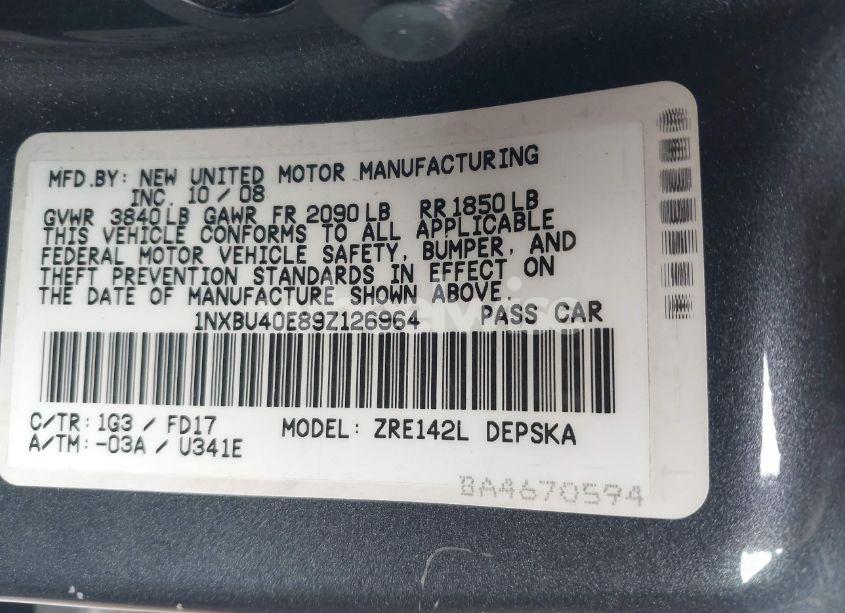 MFD.BY: NEW UNITED MOTOR MANUFACTURING
INC. 10 / 08
GVWR 3840 LB GAWR FR 2090 LB RR 1850 LB
THIS VEHICLE CONFORMS TO ALL APPLICABLE
FEDERAL MOTOR VEHICLE SAFETY, BUMPER, AND
THEFT PREVENTION STANDARDS IN EFFECT ON
THE DATE OF MANUFACTURE SHOWN ABOVE.
1NXBU40E89Z126964 PASS CAR
C/TR: 1G3 / FD17 MODEL: ZRE142L DEPSKA
A/TM: -03A / U341E
BA4670594